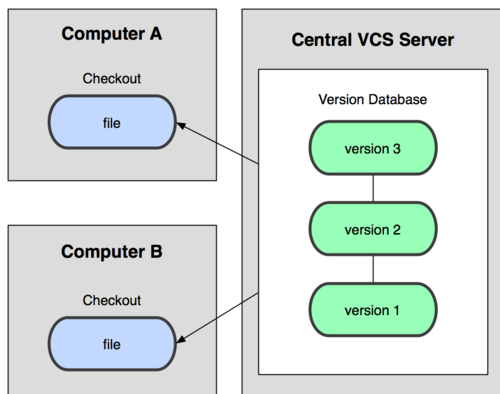 Computer A
Checkout
file
Computer B
Checkout
file
Central VCS Server
Version Database
version 3
version 2
version 1